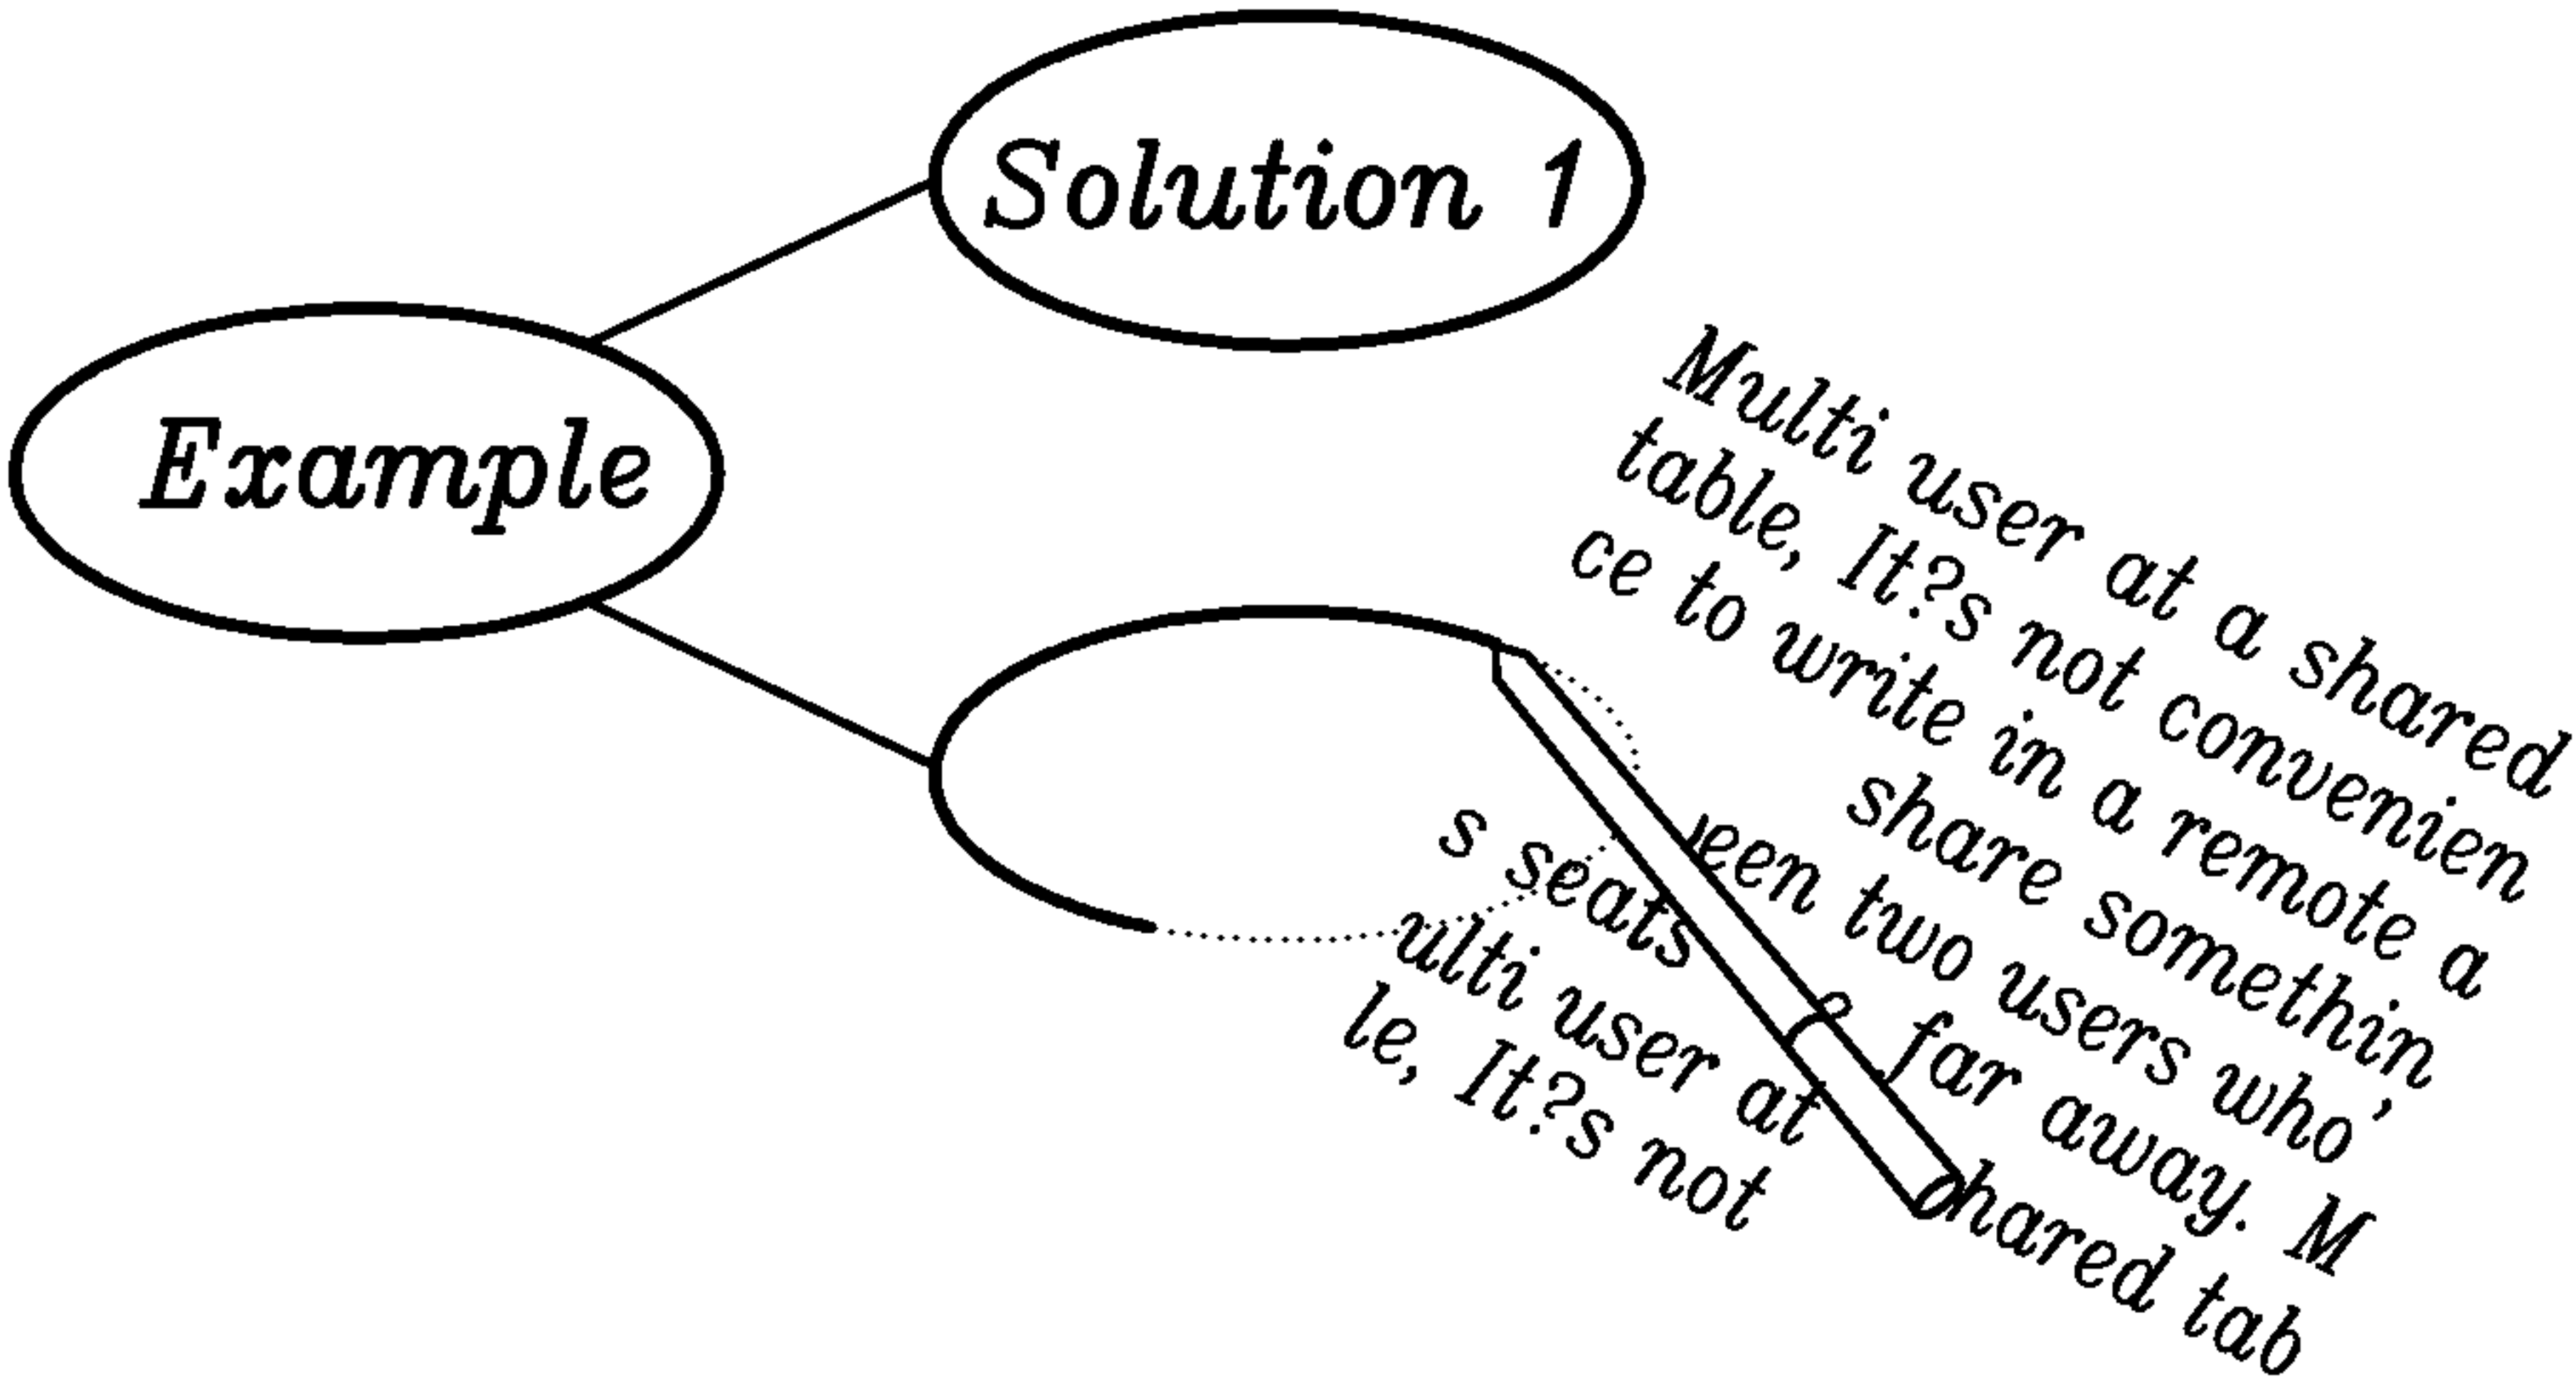 Solution 1
Example
Multi user at a shared
table, It?s not convenien
ce to write in a remote a
share somethin
een two users who'
s seats far away. M
ulti user at hared tab
le, It?s not